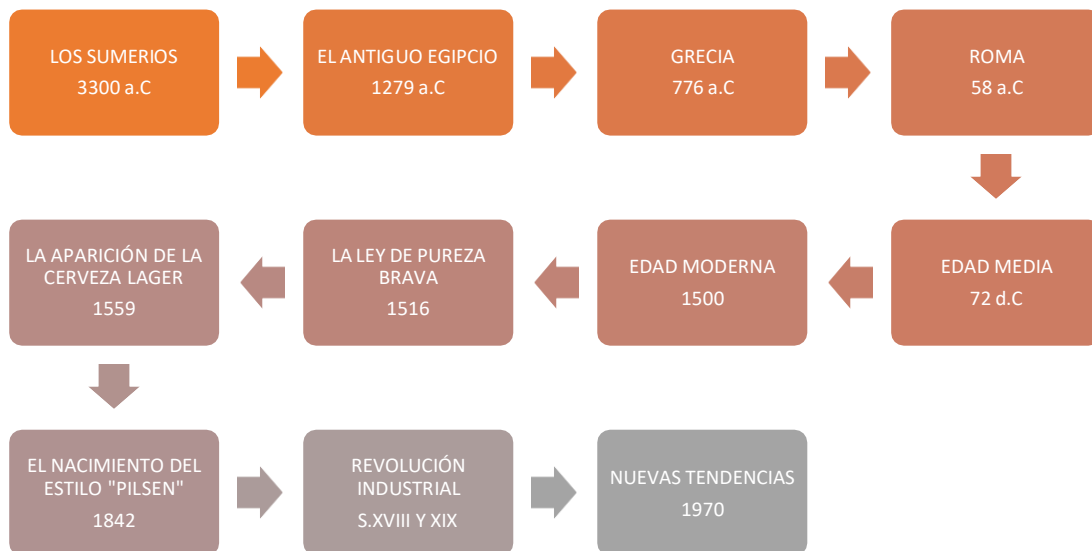 LOS SUMERIOS
3300 a.C
EL ANTIGUO EGIPCIO
1279 a.C
GRECIA
776 a.C
ROMA
58 a.C
EDAD MEDIA
72 d.C
EDAD MODERNA
1500
LA LEY DE PUREZA
BRAVA
1516
LA APARICIÓN DE LA
CERVEZA LAGER
1559
EL NACIMIENTO DEL
ESTILO "PILSEN"
1842
REVOLUCIÓN
INDUSTRIAL
S.XVIII Y XIX
NUEVAS TENDENCIAS
1970